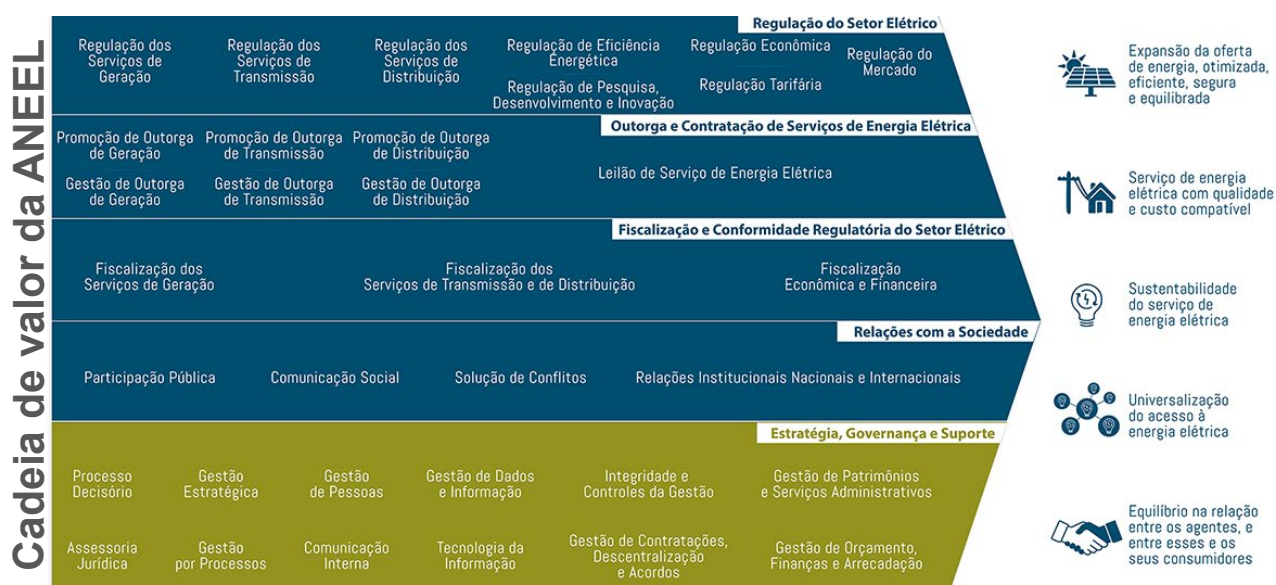 Cadeia de valor da ANEEL
Regulação do Setor Elétrico
Regulação dos
Serviços de
Geração
Regulação dos
Serviços de
Transmissão
Regulação dos
Serviços de
Distribuição
Regulação de Eficiência
Energética
Regulação de Pesquisa,
Desenvolvimento e Inovação
Regulação Econômica
Regulação Tarifária
Regulação do
Mercado
Outorga e Contratação de Serviços de Energia Elétrica
Promoção de Outorga
de Geração
Promoção de Outorga
de Transmissão
Promoção de Outorga
de Distribuição
Gestão de Outorga
de Geração
Gestão de Outorga
de Transmissão
Gestão de Outorga
de Distribuição
Leilão de Serviço de Energia Elétrica
Fiscalização e Conformidade Regulatória do Setor Elétrico
Fiscalização dos
Serviços de Geração
Fiscalização dos
Serviços de Transmissão e de Distribuição
Fiscalização
Econômica e Financeira
Relações com a Sociedade
Participação Pública
Comunicação Social
Solução de Conflitos
Relações Institucionais Nacionais e Internacionais
Estratégia, Governança e Suporte
Processo
Decisório
Gestão
Estratégica
Gestão
de Pessoas
Gestão de Dados
e Informação
Integridade e
Controles da Gestão
Gestão de Patrimônios
e Serviços Administrativos
Assessoria
Jurídica
Gestão
por Processos
Comunicação
Interna
Tecnologia da
Informação
Gestão de Contratações,
Descentralização
e Acordos
Gestão de Orçamento,
Finanças e Arrecadação
Expansão da oferta
de energia, otimizada,
eficiente, segura
e equilibrada
Serviço de energia
elétrica com qualidade
e custo compatível
Sustentabilidade
do serviço de
energia elétrica
Universalização
do acesso à
energia elétrica
Equilíbrio na relação
entre os agentes, e
entre esses e os
seus consumidores